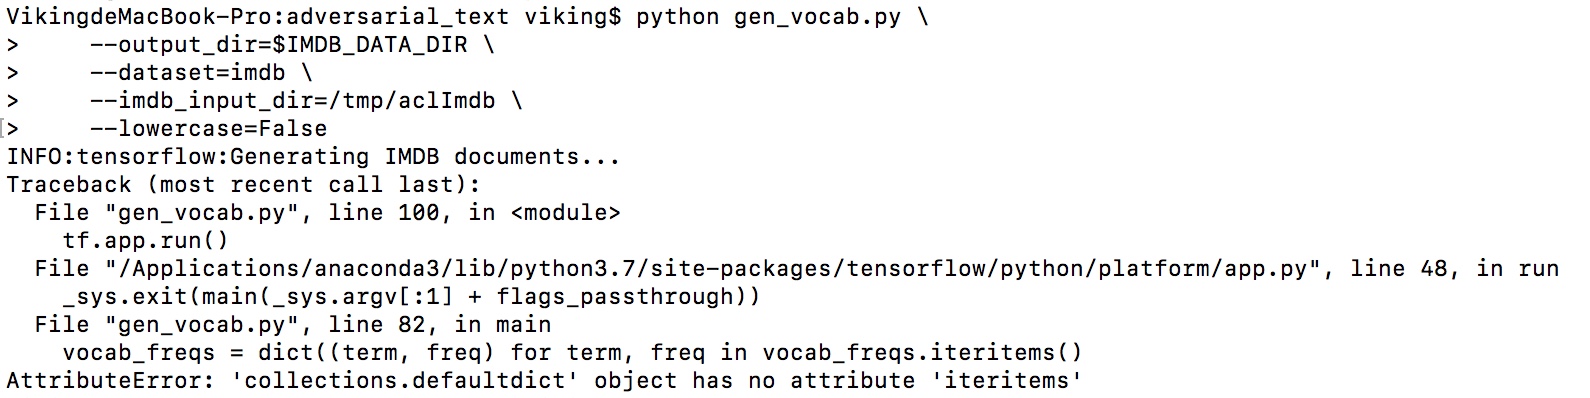 VikingdeMacBook-Pro:adversarial_text viking$ python gen_vocab.py \
>     --output_dir=$IMDB_DATA_DIR \
>     --dataset=imdb \
>     --imdb_input_dir=/tmp/aclImdb \
[>     --lowercase=False
INFO:tensorflow:Generating IMDB documents...
Traceback (most recent call last):
  File "gen_vocab.py", line 100, in <module>
    tf.app.run()
  File "/Applications/anaconda3/lib/python3.7/site-packages/tensorflow/python/platform/app.py", line 48, in run
    _sys.exit(main(_sys.argv[:1] + flags_passthrough))
  File "gen_vocab.py", line 82, in main
    vocab_freqs = dict((term, freq) for term, freq in vocab_freqs.iteritems()
AttributeError: 'collections.defaultdict' object has no attribute 'iteritems'